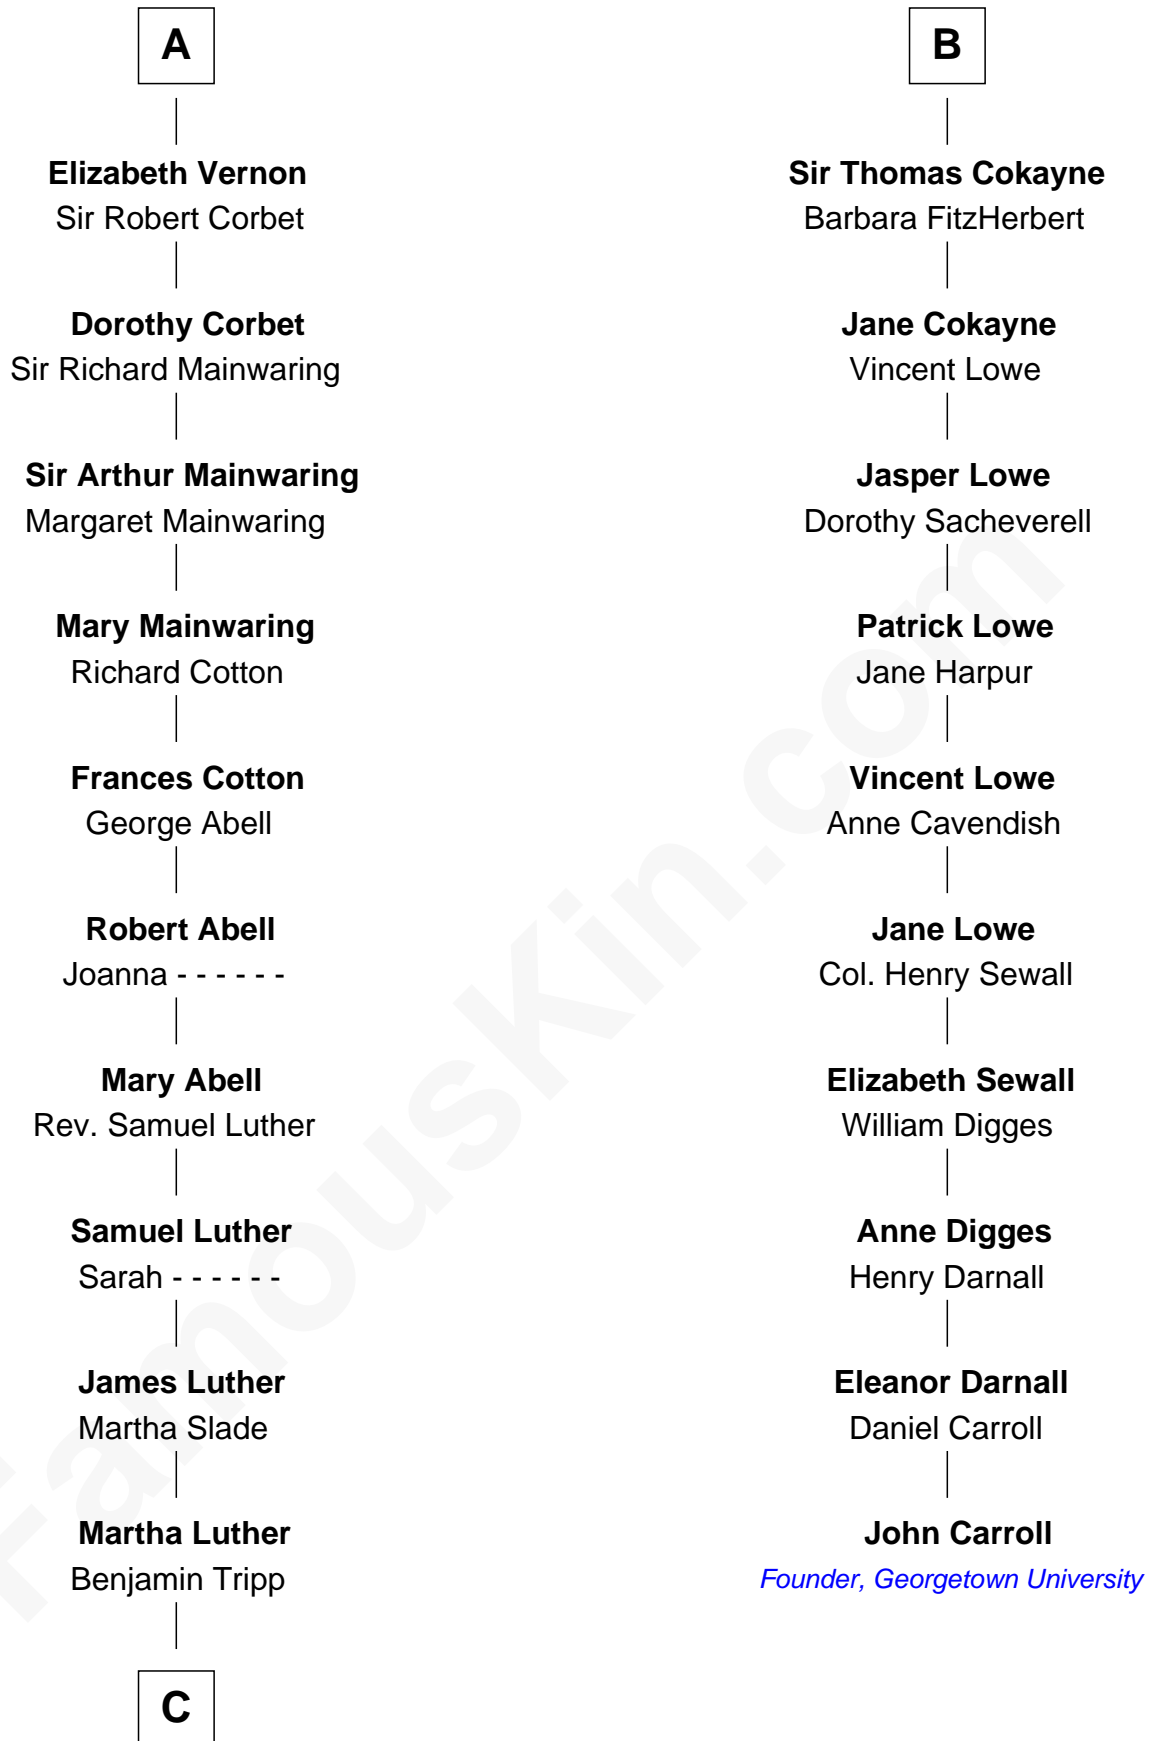 A
Elizabeth Vernon
Sir Robert Corbet
Dorothy Corbet
Sir Richard Mainwaring
Sir Arthur Mainwaring
Margaret Mainwaring
Mary Mainwaring
Richard Cotton
Frances Cotton
George Abell
Robert Abell
Joanna - - - - - -
Mary Abell
Rev. Samuel Luther
Samuel Luther
Sarah - - - - - -
James Luther
Martha Slade
Martha Luther
Benjamin Tripp
C
B
Sir Thomas Cokayne
Barbara FitzHerbert
Jane Cokayne
Vincent Lowe
Jasper Lowe
Dorothy Sacheverell
Patrick Lowe
Jane Harpur
Vincent Lowe
Anne Cavendish
Jane Lowe
Col. Henry Sewall
Elizabeth Sewall
William Digges
Anne Digges
Henry Darnall
Eleanor Darnall
Daniel Carroll
John Carroll
Founder, Georgetown University
FamousKin.com